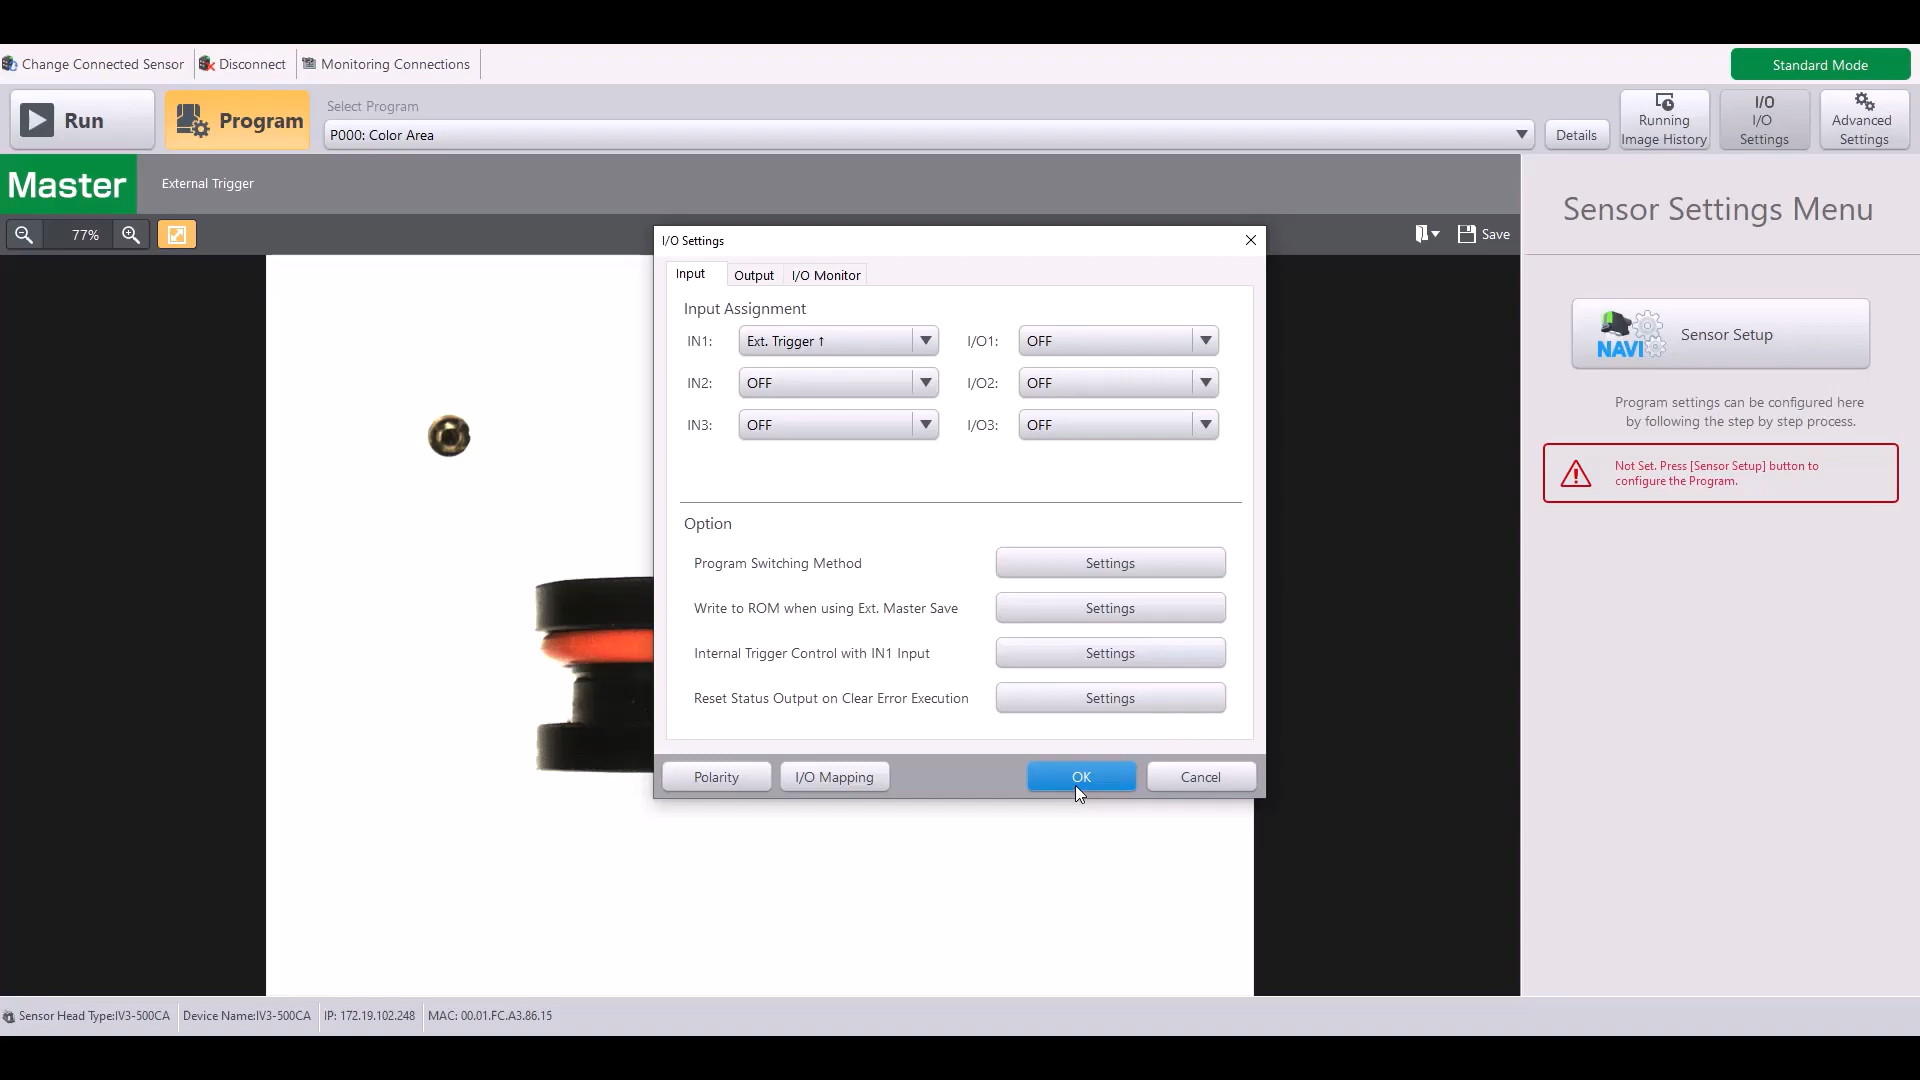 Change Connected Sensor
Disconnect
Monitoring Connections
Standard Mode
Run
Program
Select Program
P000: Color Area
Details
Running
Image History
I/O
I/O
Settings
Advanced
Settings
Master
External Trigger
77%
Save
Sensor Settings Menu
NAVI
Sensor Setup
Program settings can be configured here
by following the step by step process.
Not Set. Press [Sensor Setup] button to
configure the Program.
I/O Settings
Input
Output
I/O Monitor
Input Assignment
IN1:
Ext. Trigger ↑
I/O1:
OFF
IN2:
OFF
I/O2:
OFF
IN3:
OFF
I/O3:
OFF
Option
Program Switching Method
Settings
Write to ROM when using Ext. Master Save
Settings
Internal Trigger Control with IN1 Input
Settings
Reset Status Output on Clear Error Execution
Settings
Polarity
I/O Mapping
OK
Cancel
Sensor Head Type:IV3-500CA
Device Name:IV3-500CA
IP: 172.19.102.248
MAC: 00.01.FC.A3.86.15